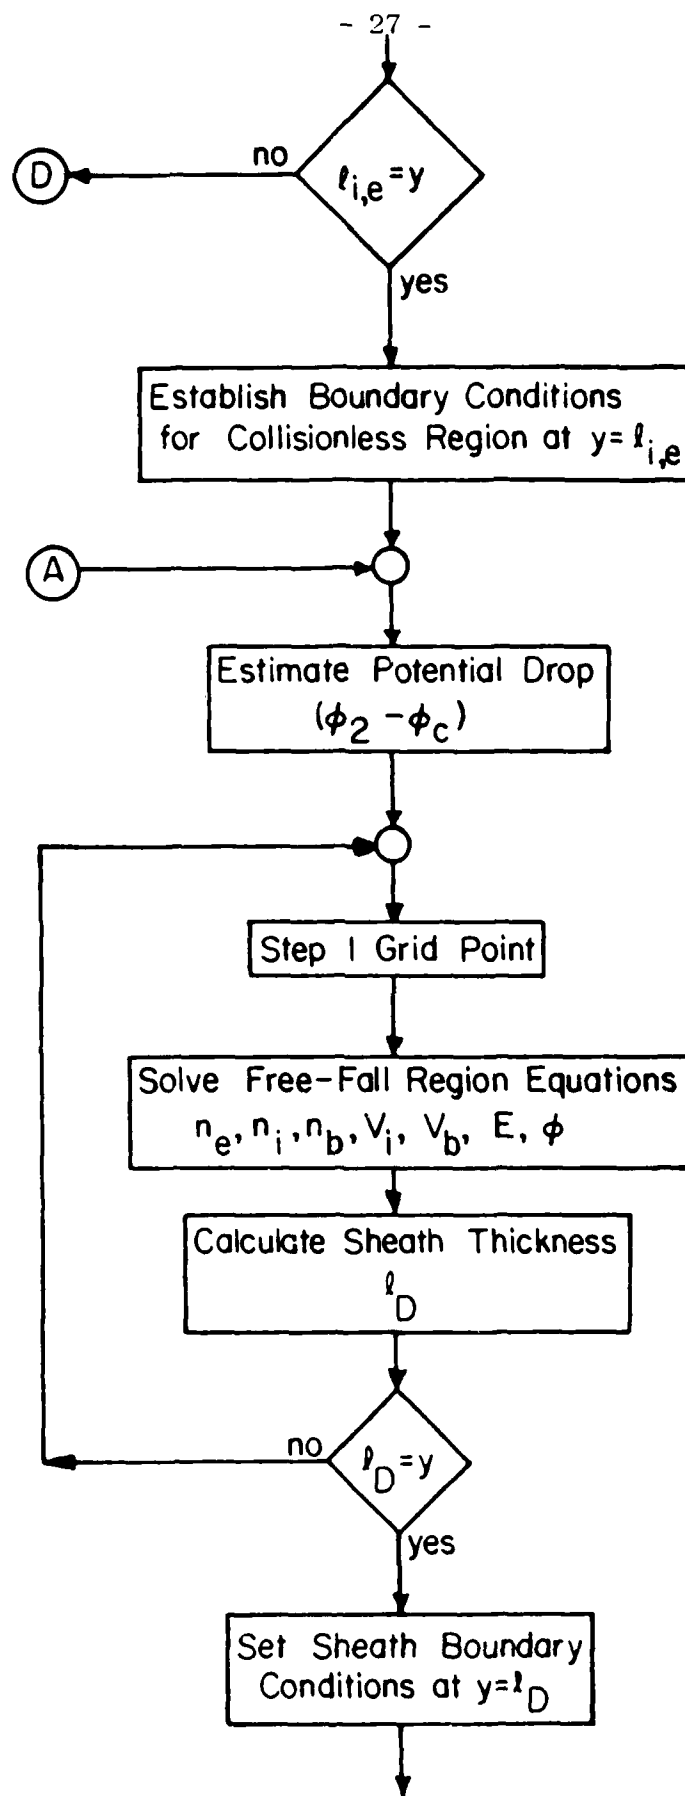 - 27 -
no
D
ℓi,e = y
yes
Establish Boundary Conditions
for Collisionless Region at y= ℓi,e
A
Estimate Potential Drop
(ϕ2 - ϕc)
Step 1 Grid Point
Solve Free-Fall Region Equations
ne, ni, nb, Vi, Vb, E, ϕ
Calculate Sheath Thickness
ℓD
no
ℓD = y
yes
Set Sheath Boundary
Conditions at y=ℓD